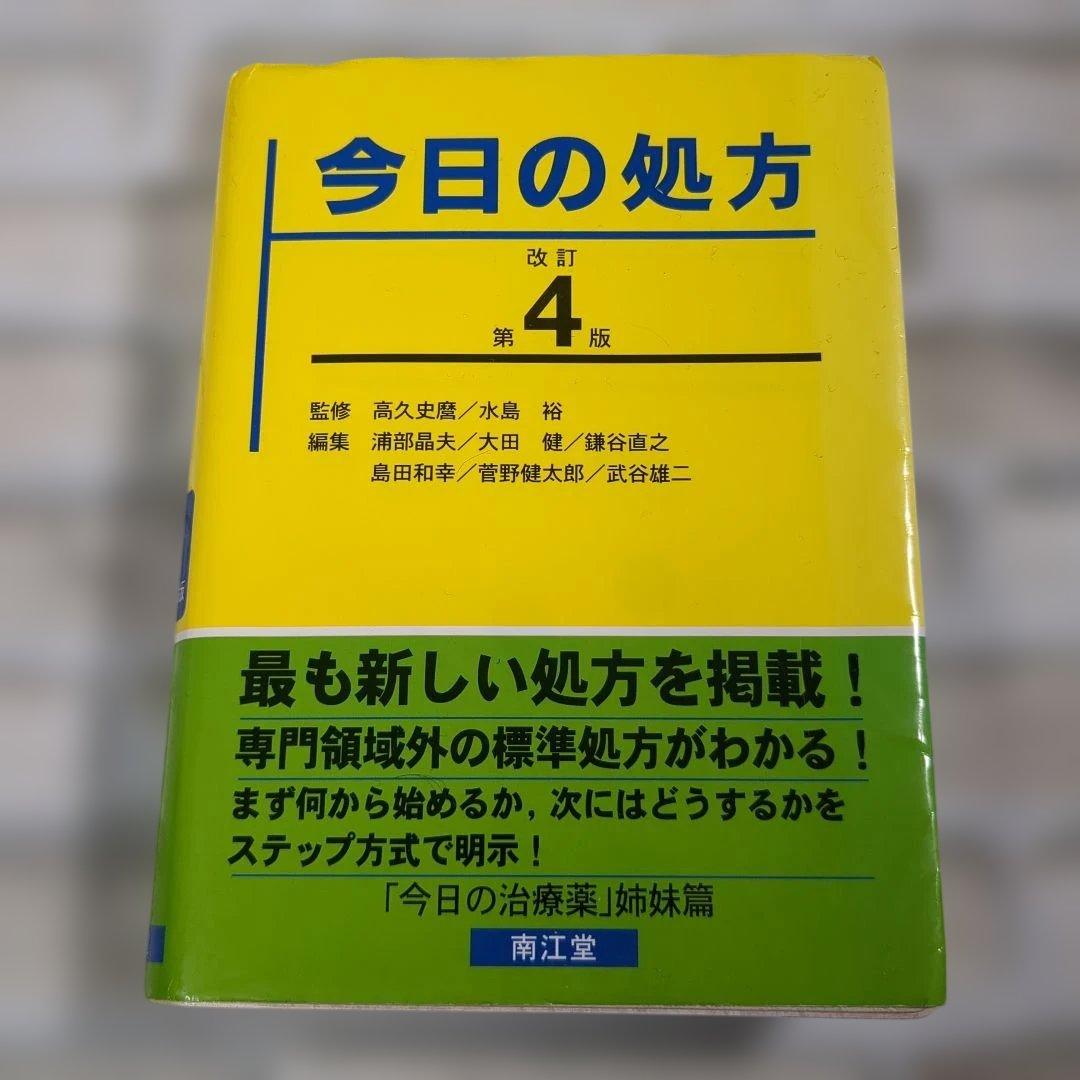 今日の処方
改訂
第4版
監修 高久史麿／水島 裕
編集 浦部晶夫／大田 健／鎌谷直之
島田和幸／菅野健太郎／武谷雄二
最も新しい処方を掲載！
専門領域外の標準処方がわかる！
まず何から始めるか，次にはどうするかを
ステップ方式で明示！
「今日の治療薬」姉妹篇
南江堂